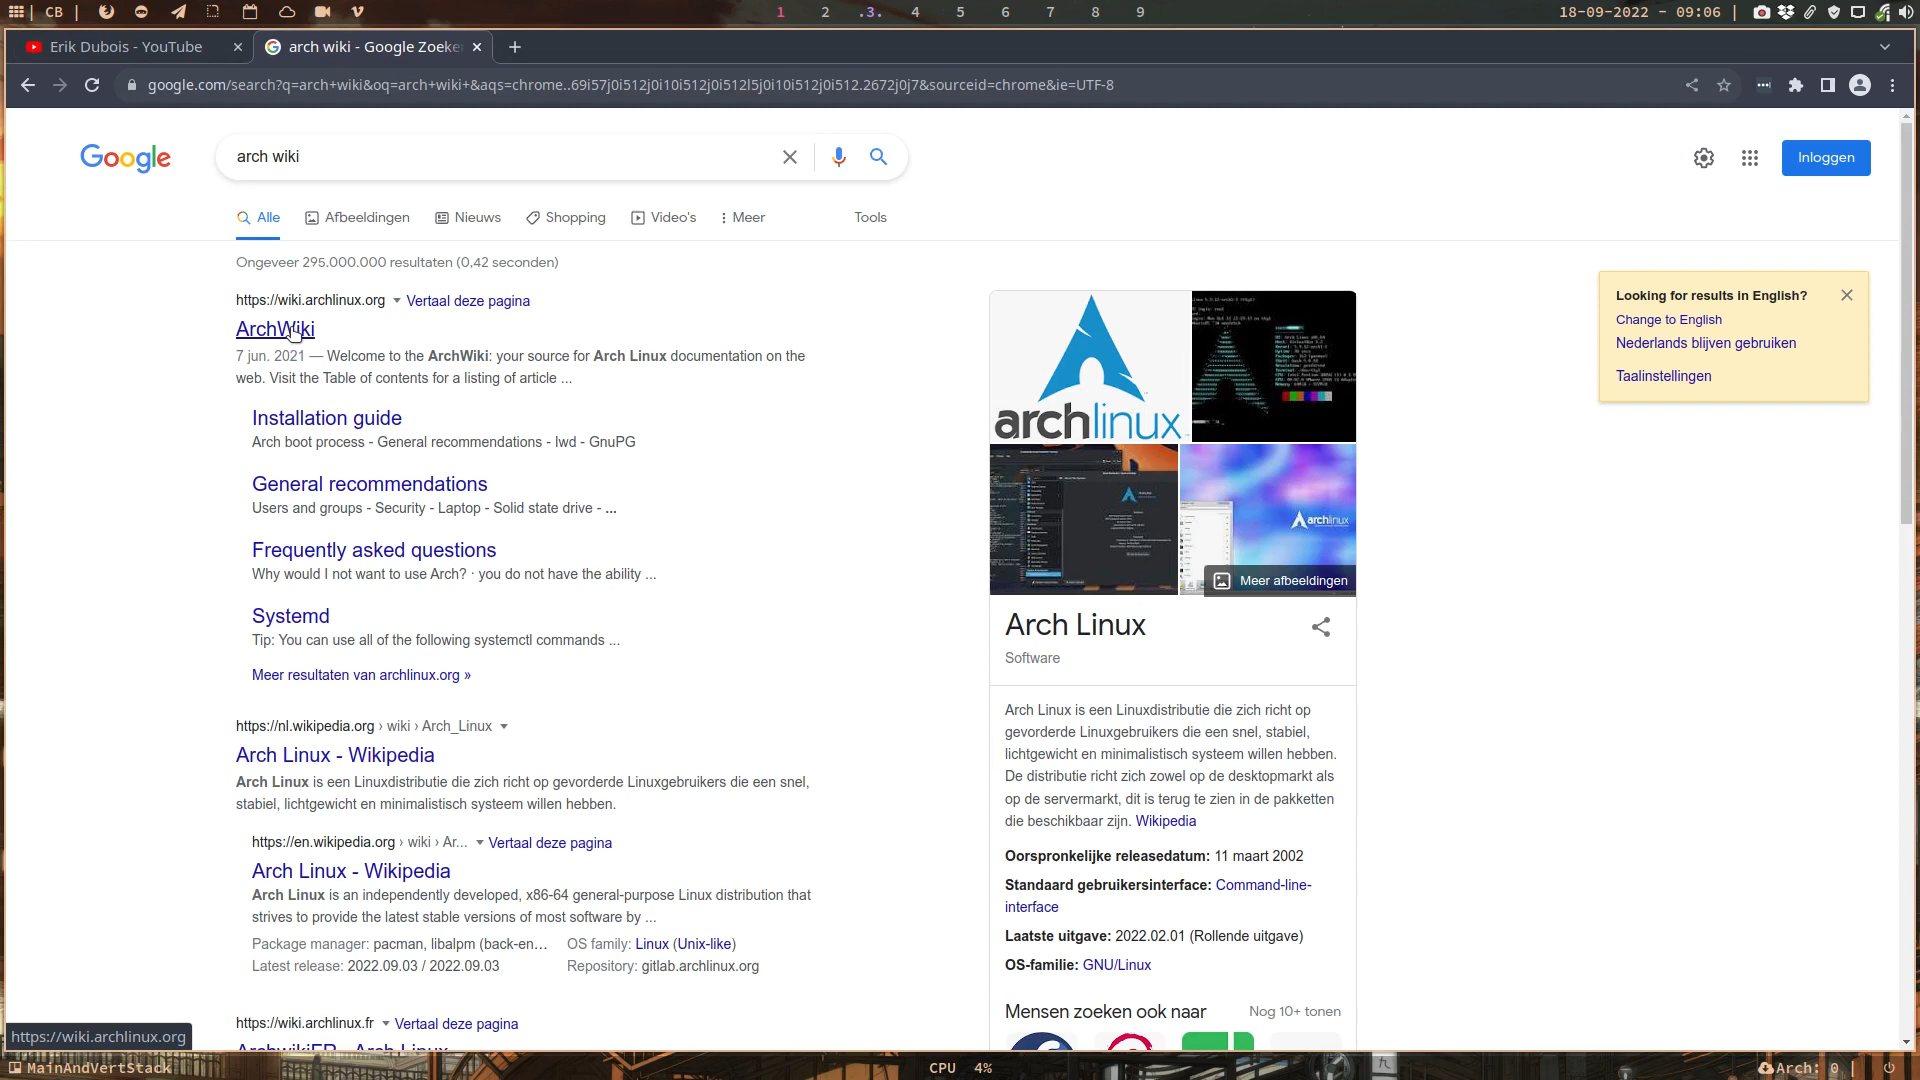 CB
1 2 .3. 4 5 6 7 8 9
18-09-2022 - 09:06
Erik Dubois - YouTube
arch wiki - Google Zoeke
google.com/search?q=arch+wiki&oq=arch+wiki+&aqs=chrome..69i57j0i512j0i10i512j0i512l5j0i10i512j0i512.2672j0j7&sourceid=chrome&ie=UTF-8
Google
arch wiki
Inloggen
Alle Afbeeldingen Nieuws Shopping Video's Meer Tools
Ongeveer 295.000.000 resultaten (0,42 seconden)
https://wiki.archlinux.org Vertaal deze pagina
ArchWiki
7 jun. 2021 — Welcome to the ArchWiki: your source for Arch Linux documentation on the
web. Visit the Table of contents for a listing of article ...
Installation guide
Arch boot process - General recommendations - Iwd - GnuPG
General recommendations
Users and groups - Security - Laptop - Solid state drive - ...
Frequently asked questions
Why would I not want to use Arch? · you do not have the ability ...
Systemd
Tip: You can use all of the following systemctl commands ...
Meer resultaten van archlinux.org »
https://nl.wikipedia.org › wiki › Arch_Linux
Arch Linux - Wikipedia
Arch Linux is een Linuxdistributie die zich richt op gevorderde Linuxgebruikers die een snel,
stabiel, lichtgewicht en minimalistisch systeem willen hebben.
https://en.wikipedia.org › wiki › Ar... Vertaal deze pagina
Arch Linux - Wikipedia
Arch Linux is an independently developed, x86-64 general-purpose Linux distribution that
strives to provide the latest stable versions of most software by ...
Package manager: pacman, libalpm (back-en... OS family: Linux (Unix-like)
Latest release: 2022.09.03 / 2022.09.03 Repository: gitlab.archlinux.org
https://wiki.archlinux.fr Vertaal deze pagina
ArchwikiFR - Arch Linux
archlinux
archlinux
Meer afbeeldingen
Arch Linux
Software
Arch Linux is een Linuxdistributie die zich richt op
gevorderde Linuxgebruikers die een snel, stabiel,
lichtgewicht en minimalistisch systeem willen hebben.
De distributie richt zich zowel op de desktopmarkt als
op de servermarkt, dit is terug te zien in de pakketten
die beschikbaar zijn. Wikipedia
Oorspronkelijke releasedatum: 11 maart 2002
Standaard gebruikersinterface: Command-line-
interface
Laatste uitgave: 2022.02.01 (Rollende uitgave)
OS-familie: GNU/Linux
Mensen zoeken ook naar Nog 10+ tonen
Looking for results in English?
Change to English
Nederlands blijven gebruiken
Taalinstellingen
https://wiki.archlinux.org
MainAndVertStack
CPU 4%
Arch: 0